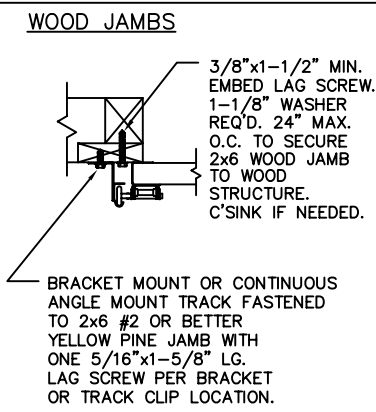 WOOD JAMBS
3/8"x1-1/2" MIN.
EMBED LAG SCREW.
1-1/8" WASHER
REQ'D. 24" MAX.
O.C. TO SECURE
2x6 WOOD JAMB
TO WOOD
STRUCTURE.
C'SINK IF NEEDED.
BRACKET MOUNT OR CONTINUOUS
ANGLE MOUNT TRACK FASTENED
TO 2x6 #2 OR BETTER
YELLOW PINE JAMB WITH
ONE 5/16"x1-5/8" LG.
LAG SCREW PER BRACKET
OR TRACK CLIP LOCATION.